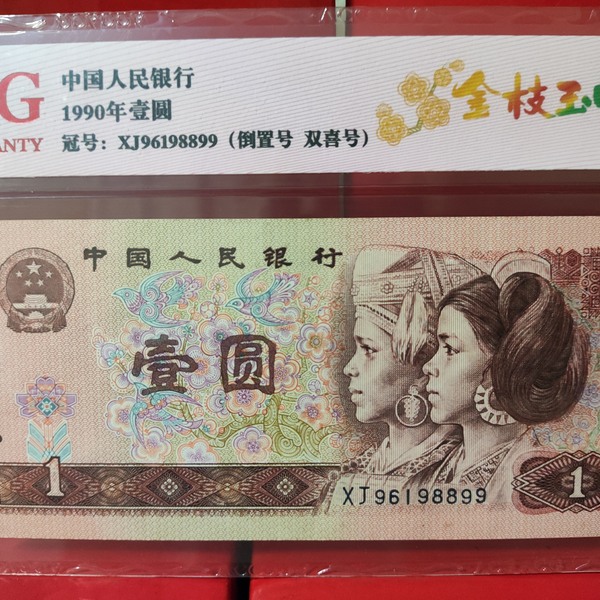 G
ANTY
中国人民银行
1990年壹圆
冠号：XJ96198899（倒置号 双喜号）
金枝玉
中国人民银行
壹圆
1
XJ96198899
1